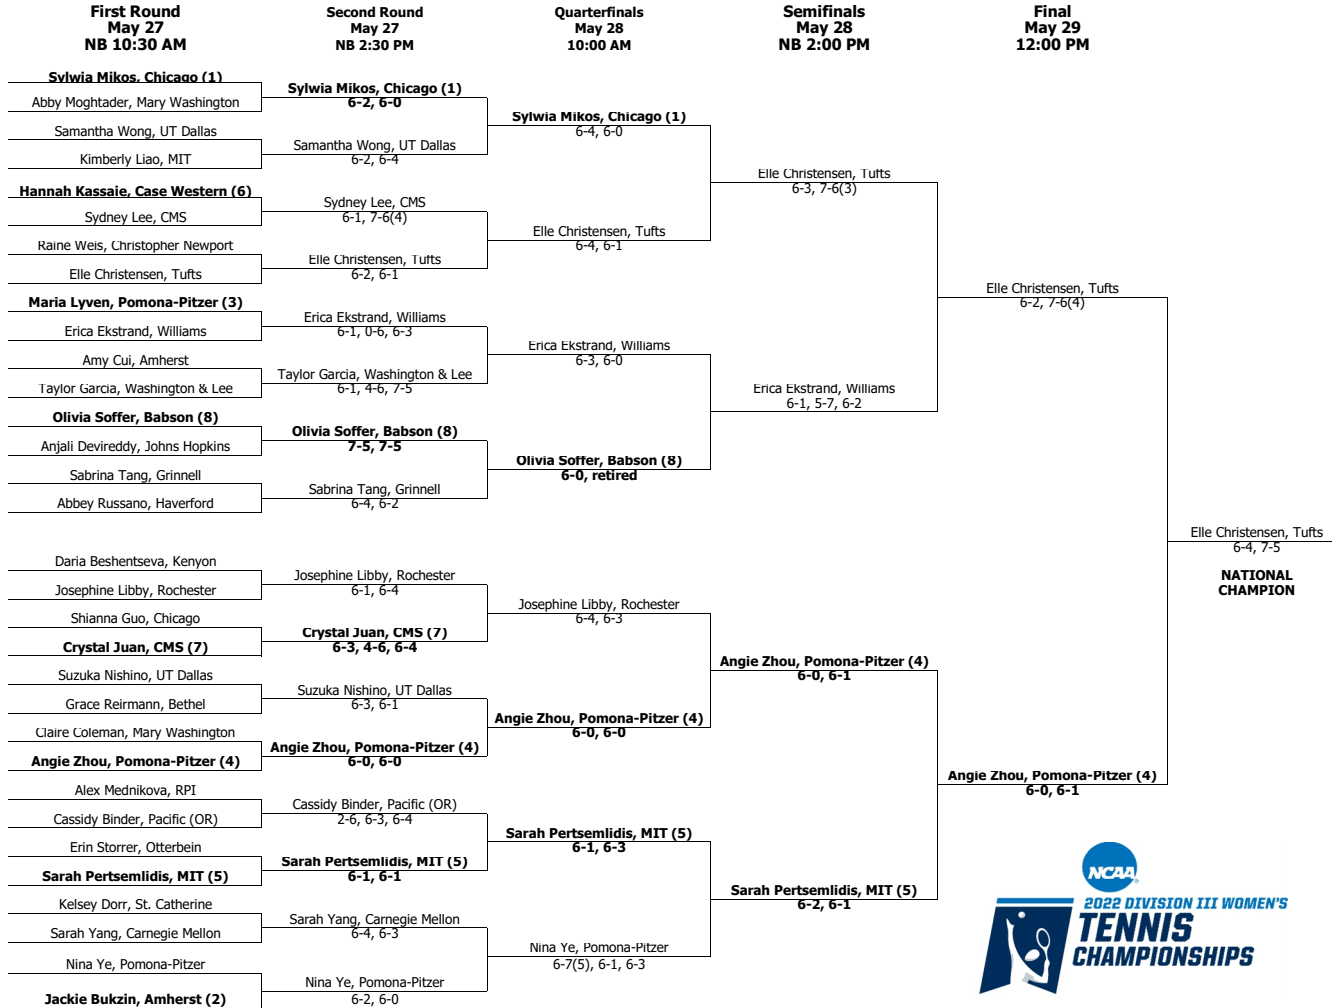 First Round
May 27
NB 10:30 AM
Second Round
May 27
NB 2:30 PM
Quarterfinals
May 28
10:00 AM
Semifinals
May 28
NB 2:00 PM
Final
May 29
12:00 PM
Sylwia Mikos, Chicago (1)
Abby Moghtader, Mary Washington
Samantha Wong, UT Dallas
Kimberly Liao, MIT
Hannah Kassaie, Case Western (6)
Sydney Lee, CMS
Raine Weis, Christopher Newport
Elle Christensen, Tufts
Maria Lyven, Pomona-Pitzer (3)
Erica Ekstrand, Williams
Amy Cui, Amherst
Taylor Garcia, Washington & Lee
Olivia Soffer, Babson (8)
Anjali Devireddy, Johns Hopkins
Sabrina Tang, Grinnell
Abbey Russano, Haverford
Daria Beshentseva, Kenyon
Josephine Libby, Rochester
Shianna Guo, Chicago
Crystal Juan, CMS (7)
Suzuka Nishino, UT Dallas
Grace Reirmann, Bethel
Claire Coleman, Mary Washington
Angie Zhou, Pomona-Pitzer (4)
Alex Mednikova, RPI
Cassidy Binder, Pacific (OR)
Erin Storrer, Otterbein
Sarah Pertsemlidis, MIT (5)
Kelsey Dorr, St. Catherine
Sarah Yang, Carnegie Mellon
Nina Ye, Pomona-Pitzer
Jackie Bukzin, Amherst (2)
Sylwia Mikos, Chicago (1)
6-2, 6-0
Samantha Wong, UT Dallas
6-2, 6-4
Sydney Lee, CMS
6-1, 7-6(4)
Elle Christensen, Tufts
6-2, 6-1
Erica Ekstrand, Williams
6-1, 0-6, 6-3
Taylor Garcia, Washington & Lee
6-1, 4-6, 7-5
Olivia Soffer, Babson (8)
7-5, 7-5
Sabrina Tang, Grinnell
6-4, 6-2
Josephine Libby, Rochester
6-1, 6-4
Crystal Juan, CMS (7)
6-3, 4-6, 6-4
Suzuka Nishino, UT Dallas
6-3, 6-1
Angie Zhou, Pomona-Pitzer (4)
6-0, 6-0
Cassidy Binder, Pacific (OR)
2-6, 6-3, 6-4
Sarah Pertsemlidis, MIT (5)
6-1, 6-1
Sarah Yang, Carnegie Mellon
6-4, 6-3
Nina Ye, Pomona-Pitzer
6-2, 6-0
Sylwia Mikos, Chicago (1)
6-4, 6-0
Elle Christensen, Tufts
6-4, 6-1
Erica Ekstrand, Williams
6-3, 6-0
Olivia Soffer, Babson (8)
6-0, retired
Josephine Libby, Rochester
6-4, 6-3
Angie Zhou, Pomona-Pitzer (4)
6-0, 6-0
Sarah Pertsemlidis, MIT (5)
6-1, 6-3
Nina Ye, Pomona-Pitzer
6-7(5), 6-1, 6-3
Elle Christensen, Tufts
6-3, 7-6(3)
Erica Ekstrand, Williams
6-1, 5-7, 6-2
Angie Zhou, Pomona-Pitzer (4)
6-0, 6-1
Sarah Pertsemlidis, MIT (5)
6-2, 6-1
Elle Christensen, Tufts
6-2, 7-6(4)
Angie Zhou, Pomona-Pitzer (4)
6-0, 6-1
Elle Christensen, Tufts
6-4, 7-5
NATIONAL
CHAMPION
NCAA
2022 DIVISION III WOMEN'S
TENNIS
CHAMPIONSHIPS